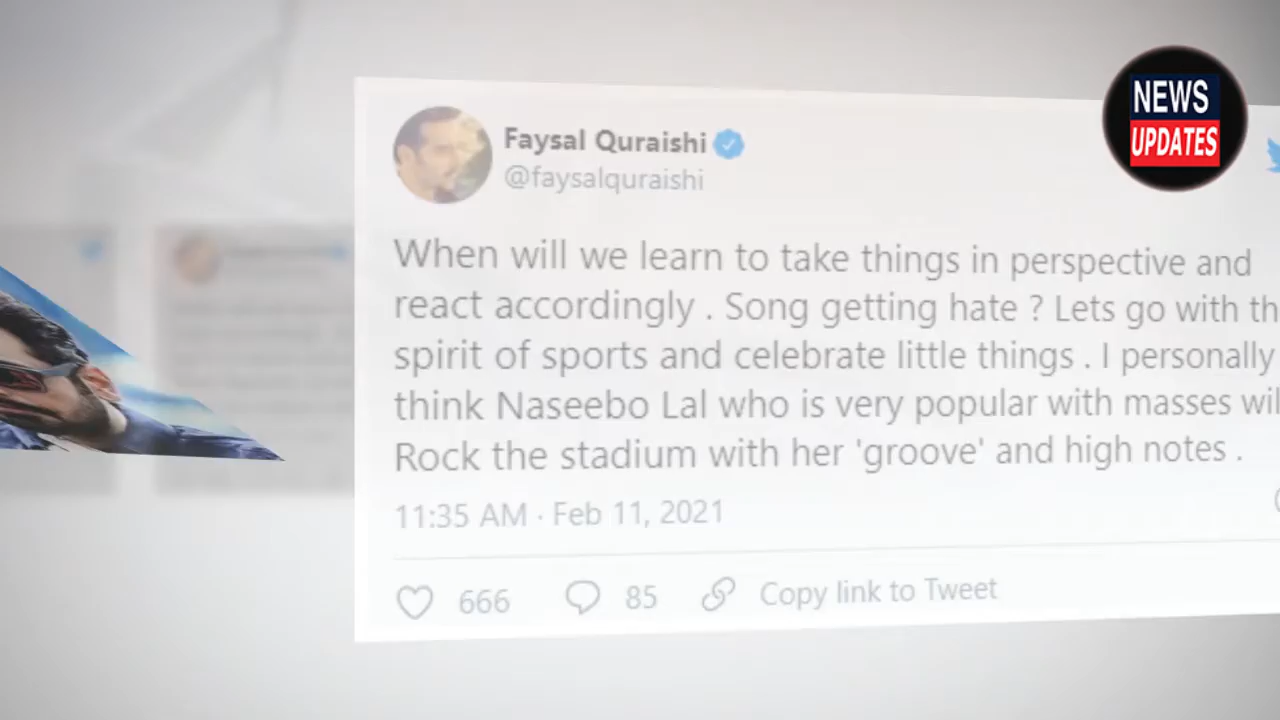 NEWS
UPDATES
Faysal Quraishi
@faysalquraishi
When will we learn to take things in perspective and
react accordingly . Song getting hate ? Lets go with
spirit of sports and celebrate little things . I personally
think Naseebo Lal who is very popular with masses
Rock the stadium with her 'groove' and high notes .
11:35 AM · Feb 11, 2021
666 85 Copy link to Tweet